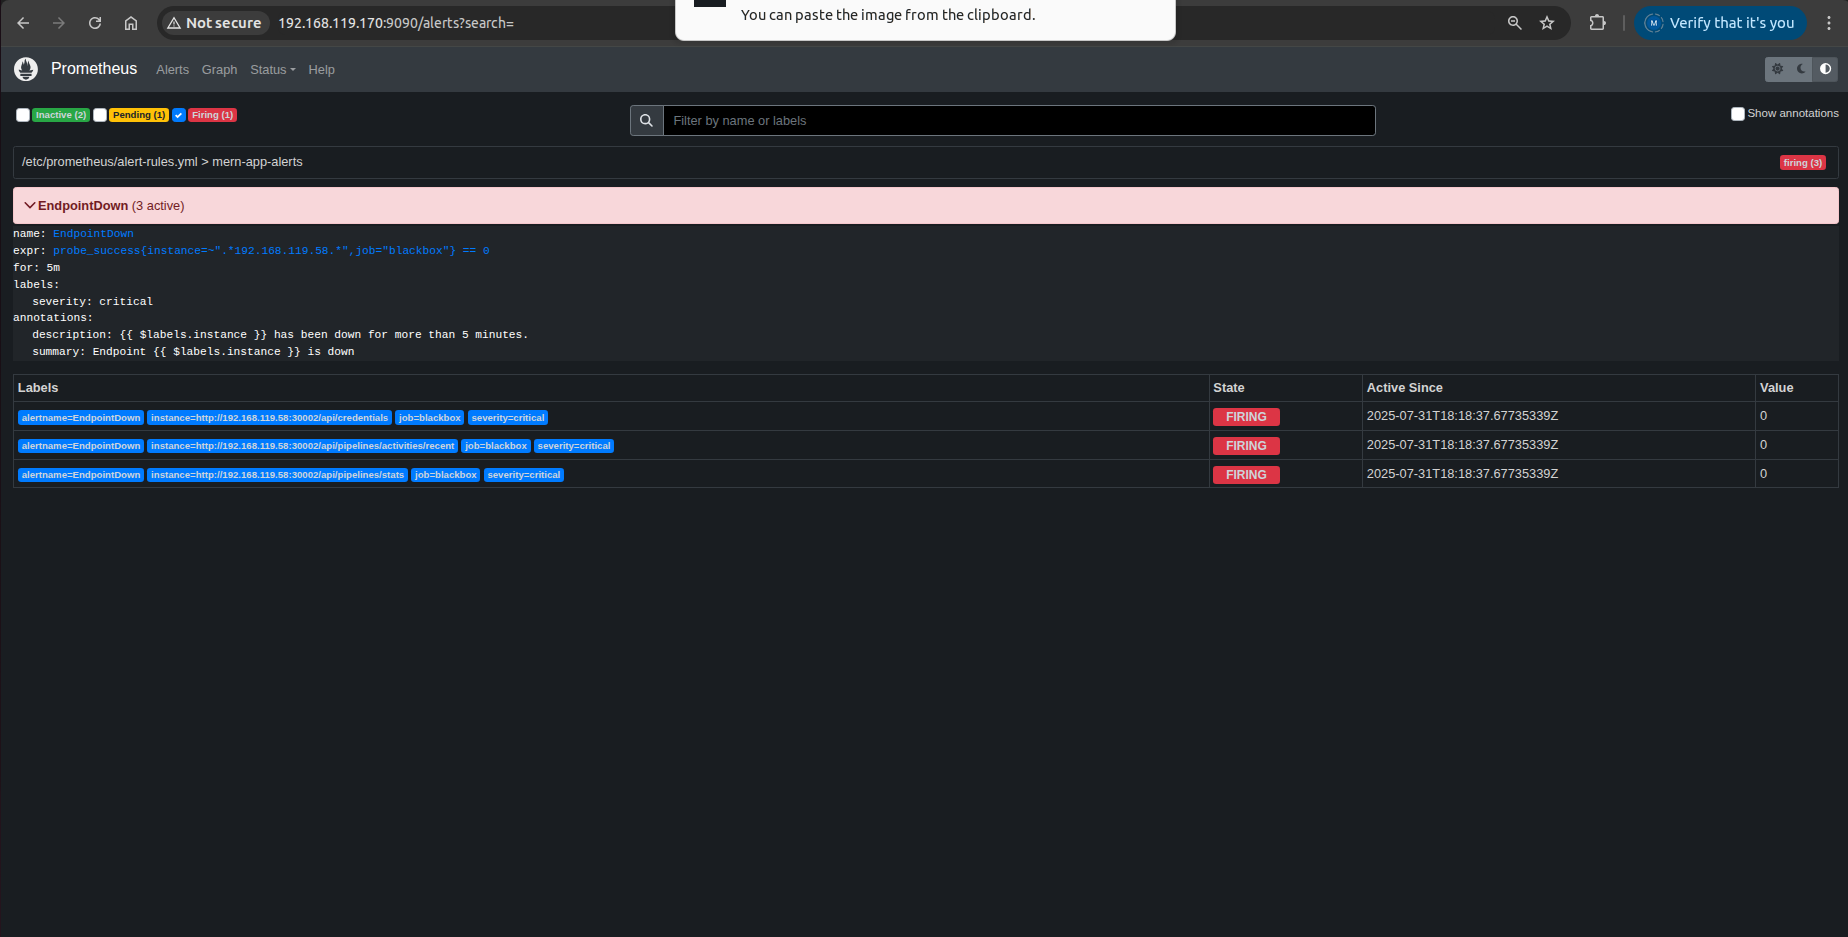 You can paste the image from the clipboard.
Not secure 192.168.119.170:9090/alerts?search=
M Verify that it's you
Prometheus Alerts Graph Status Help
Inactive (2) Pending (1) Firing (1)
Filter by name or labels
Show annotations
/etc/prometheus/alert-rules.yml > mern-app-alerts firing (3)
EndpointDown (3 active)
name: EndpointDown
expr: probe_success{instance=~".*192.168.119.58.*",job="blackbox"} == 0
for: 5m
labels:
severity: critical
annotations:
description: {{ $labels.instance }} has been down for more than 5 minutes.
summary: Endpoint {{ $labels.instance }} is down
Labels State Active Since Value
alertname=EndpointDown instance=http://192.168.119.58:30002/api/credentials job=blackbox severity=critical FIRING 2025-07-31T18:18:37.67735339Z 0
alertname=EndpointDown instance=http://192.168.119.58:30002/api/pipelines/activities/recent job=blackbox severity=critical FIRING 2025-07-31T18:18:37.67735339Z 0
alertname=EndpointDown instance=http://192.168.119.58:30002/api/pipelines/stats job=blackbox severity=critical FIRING 2025-07-31T18:18:37.67735339Z 0